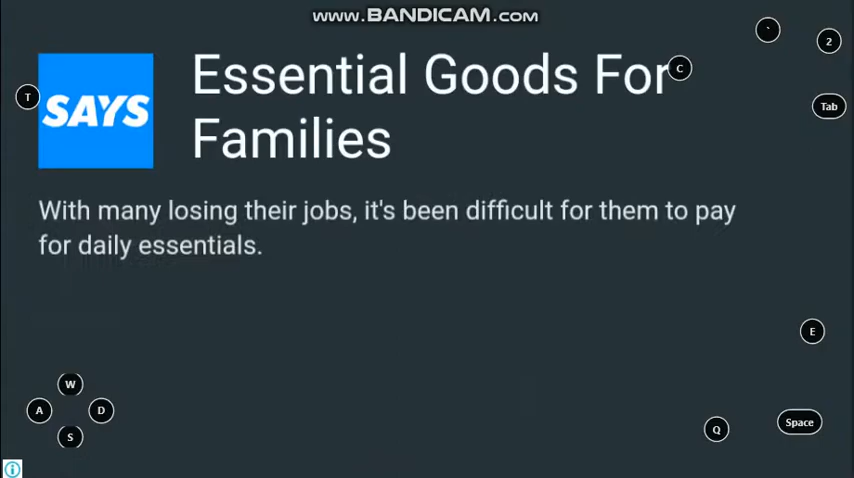 WWW.BANDICAM.COM
`
2
T
SAYS
Essential Goods For
C
Tab
Families
With many losing their jobs, it's been difficult for them to pay
for daily essentials.
E
W
A
D
S
Q
Space